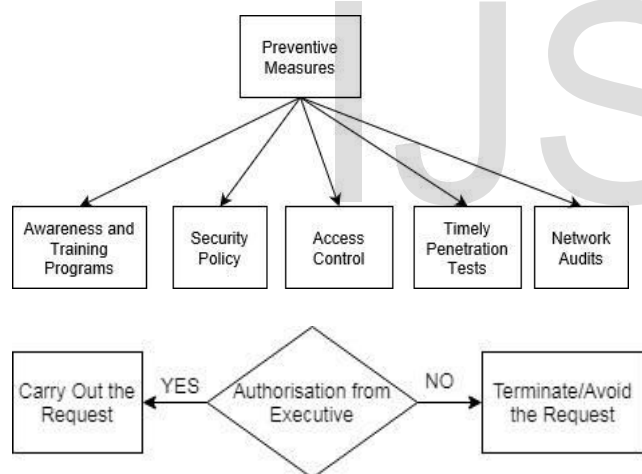 IJS
Preventive
Measures
Awareness and
Training
Programs
Security
Policy
Access
Control
Timely
Penetration
Tests
Network
Audits
Carry Out the
Request
YES
Authorisation from
Executive
NO
Terminate/Avoid
the Request